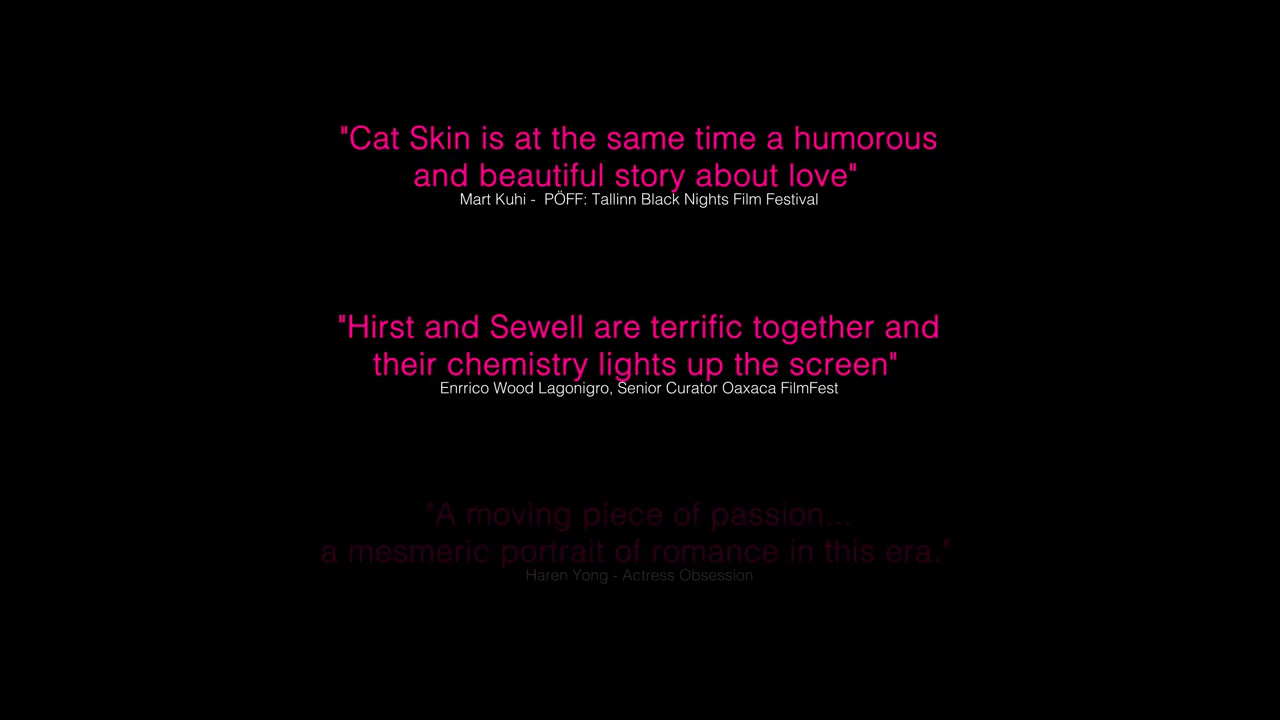 "Cat Skin is at the same time a humorous
and beautiful story about love"
Mart Kuhi -  PÖFF: Tallinn Black Nights Film Festival
"Hirst and Sewell are terrific together and
their chemistry lights up the screen"
Enrrico Wood Lagonigro, Senior Curator Oaxaca FilmFest
"A moving piece of passion...
a mesmeric portrait of romance in this era."
Haren Yong - Actress Obsession